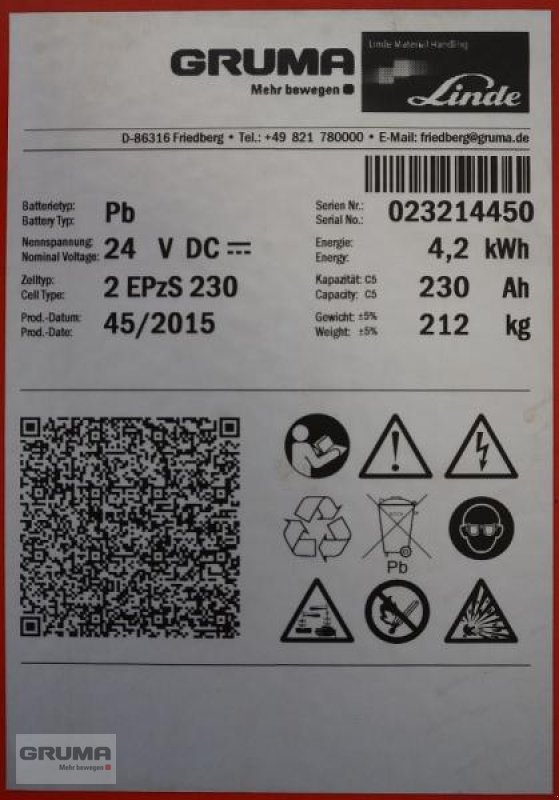 GRUMA
Mehr bewegen
Linde Material Handling
Linde
D-86316 Friedberg • Tel.: +49 821 780000 • E-Mail: friedberg@gruma.de
Batterietyp:
Battery Typ:
Pb
Serien Nr.:
Serial No.:
023214450
Nennspannung:
Nominal Voltage:
24 V DC
Energie:
Energy:
4,2 kWh
Zelltyp:
Cell Type:
2 EPzS 230
Kapazität: C5
Capacity: C5
230 Ah
Prod.-Datum:
Prod.-Date:
45/2015
Gewicht: ±5%
Weight: ±5%
212 kg
Pb
GRUMA
Mehr bewegen